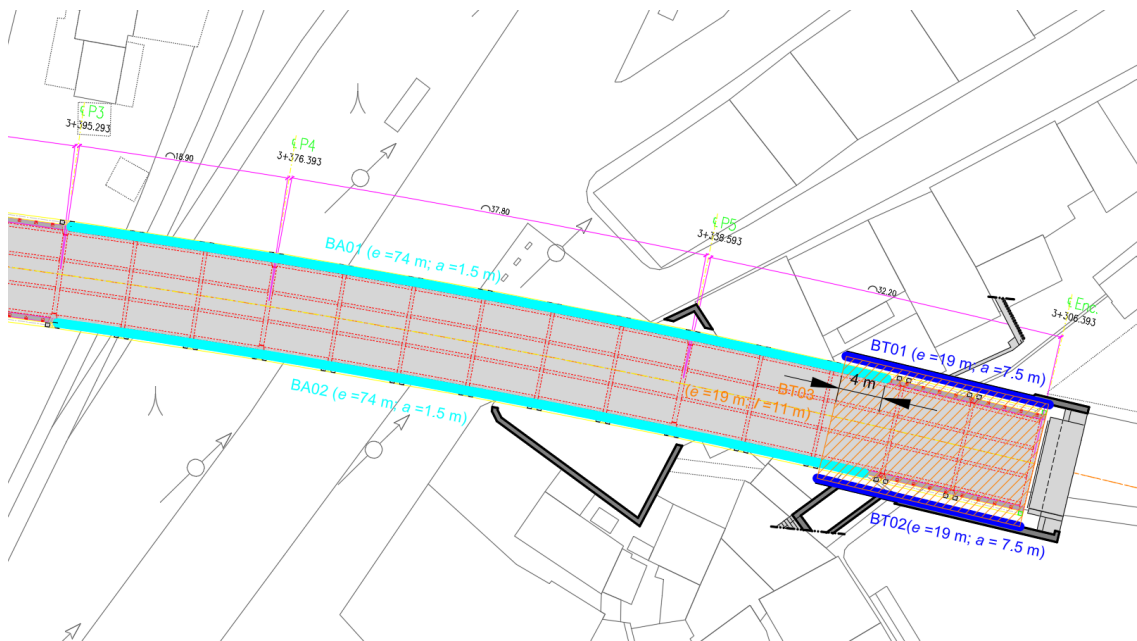 ℄P3
3+395.293
℄P4
3+376.393
18.90
37.80
℄P5
3+338.593
32.20
℄Enc.
3+306.393
BA01 (e =74 m; a =1.5 m)
BA02 (e =74 m; a =1.5 m)
BT01 (e =19 m; a =7.5 m)
4 m
BT03
(e =19 m; l =11 m)
BT02(e =19 m; a = 7.5 m)